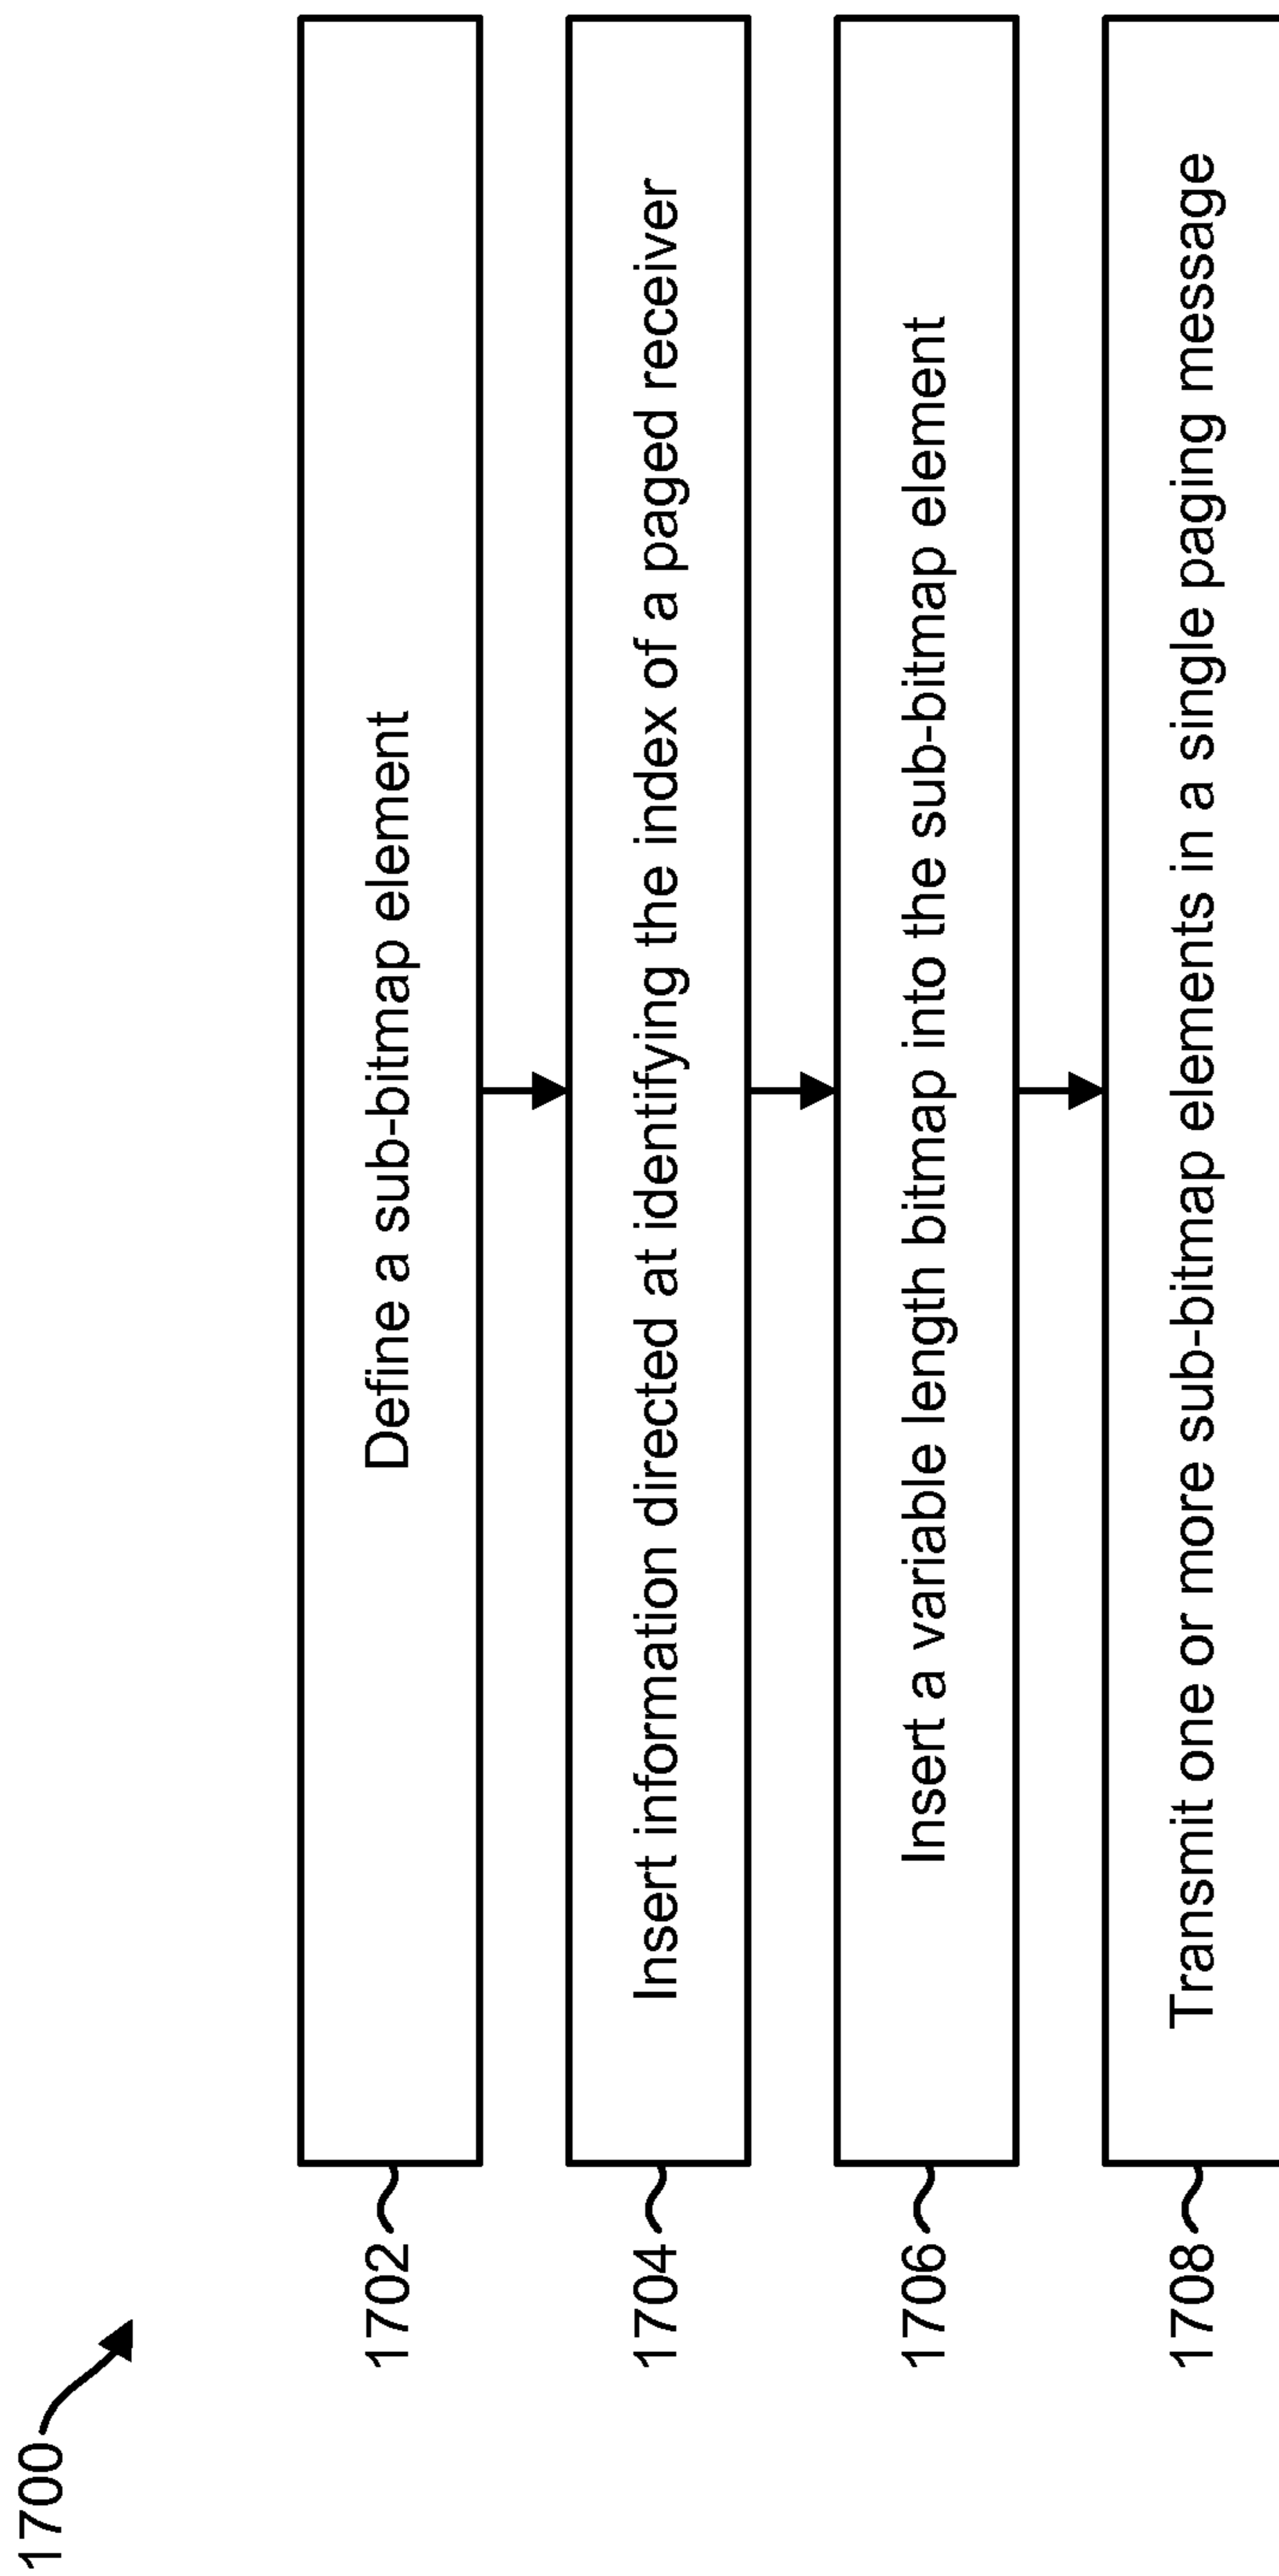 1700
1702
Define a sub-bitmap element
1704
Insert information directed at identifying the index of a paged receiver
1706
Insert a variable length bitmap into the sub-bitmap element
1708
Transmit one or more sub-bitmap elements in a single paging message